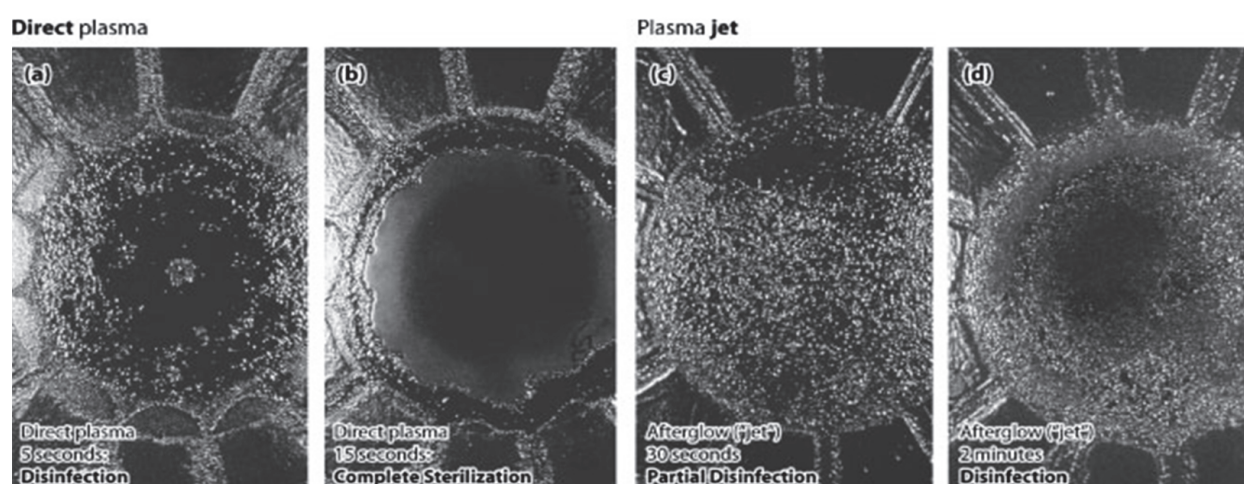 Direct plasma
Plasma jet
(a)
Direct plasma
5 seconds:
Disinfection
(b)
Direct plasma
15 seconds:
Complete Sterilization
(c)
Afterglow ("jet")
30 seconds
Partial Disinfection
(d)
Afterglow ("jet")
2 minutes
Disinfection